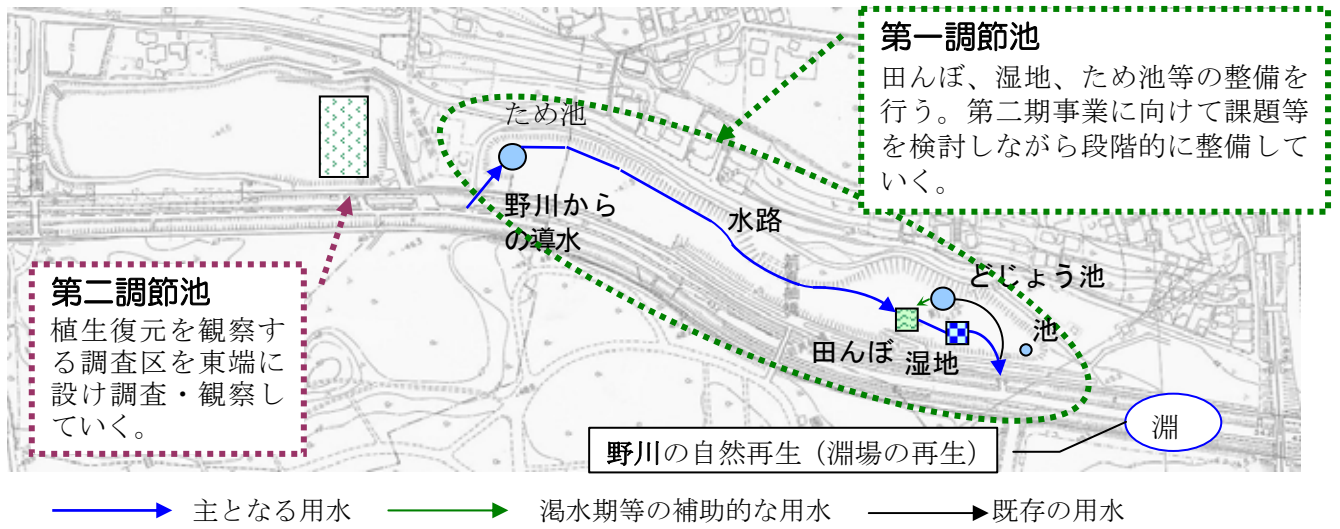 第一調節池
田んぼ、湿地、ため池等の整備を
行う。第二期事業に向けて課題等
を検討しながら段階的に整備して
いく。
ため池
野川から
の導水
水路
どじょう池
池
田んぼ
湿地
第二調節池
植生復元を観察す
る調査区を東端に
設け調査・観察し
ていく。
淵
野川の自然再生（淵場の再生）
主となる用水
渇水期等の補助的な用水
既存の用水